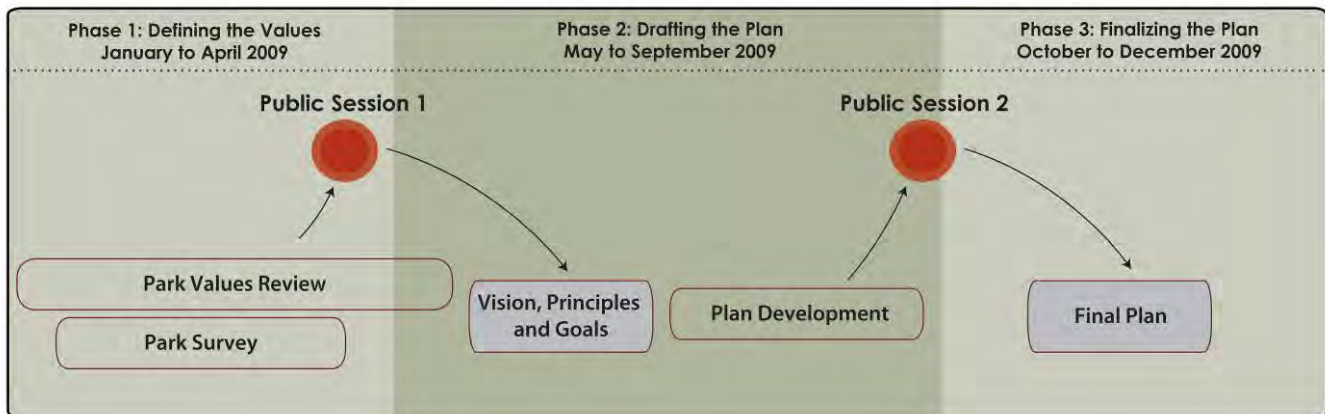 Phase 1: Defining the Values
January to April 2009
Phase 2: Drafting the Plan
May to September 2009
Phase 3: Finalizing the Plan
October to December 2009
Public Session 1
Public Session 2
Park Values Review
Park Survey
Vision, Principles
and Goals
Plan Development
Final Plan